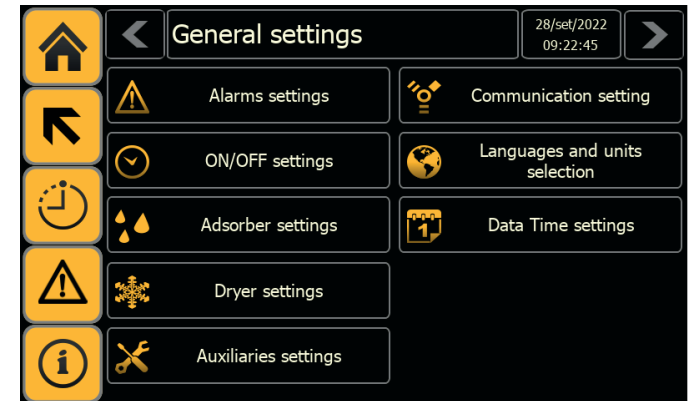 General settings
28/set/2022
09:22:45
Alarms settings
Communication setting
ON/OFF settings
Languages and units
selection
Adsorber settings
1
Data Time settings
Dryer settings
Auxiliaries settings
i